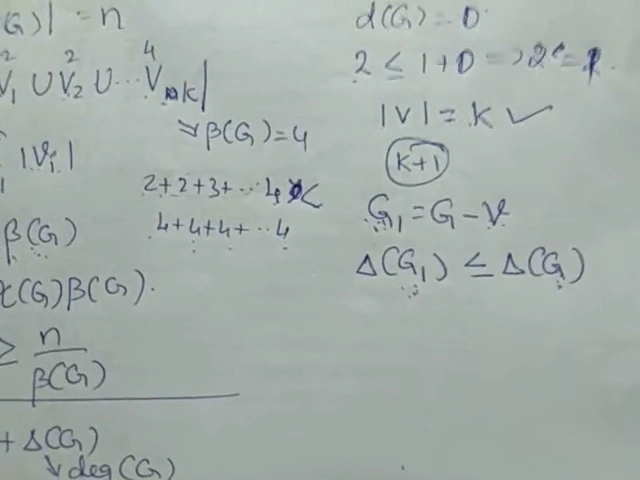 G)| = n
2 2 4
V₁ ∪ V₂ ∪ ... Vₖ|
⇒ β(G) = 4
|Vᵢ|
2+2+3+...4
4+4+4+...4
β(G)
χ(G)β(G).
≥ n
β(G)
+ Δ(G)
↓ deg(G)
d(G) = 0
2 ≤ 1+0
|V| = K ✓
K+1
G₁ = G - v
Δ(G₁) ≤ Δ(G)